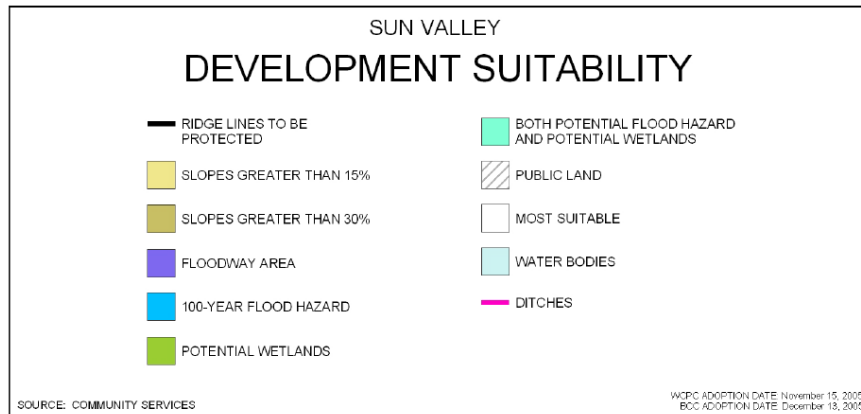 SUN VALLEY
DEVELOPMENT SUITABILITY
RIDGE LINES TO BE
PROTECTED
SLOPES GREATER THAN 15%
SLOPES GREATER THAN 30%
FLOODWAY AREA
100-YEAR FLOOD HAZARD
POTENTIAL WETLANDS
BOTH POTENTIAL FLOOD HAZARD
AND POTENTIAL WETLANDS
PUBLIC LAND
MOST SUITABLE
WATER BODIES
DITCHES
SOURCE: COMMUNITY SERVICES
WCPC ADOPTION DATE: November 15, 2005
BCC ADOPTION DATE: December 13, 2005